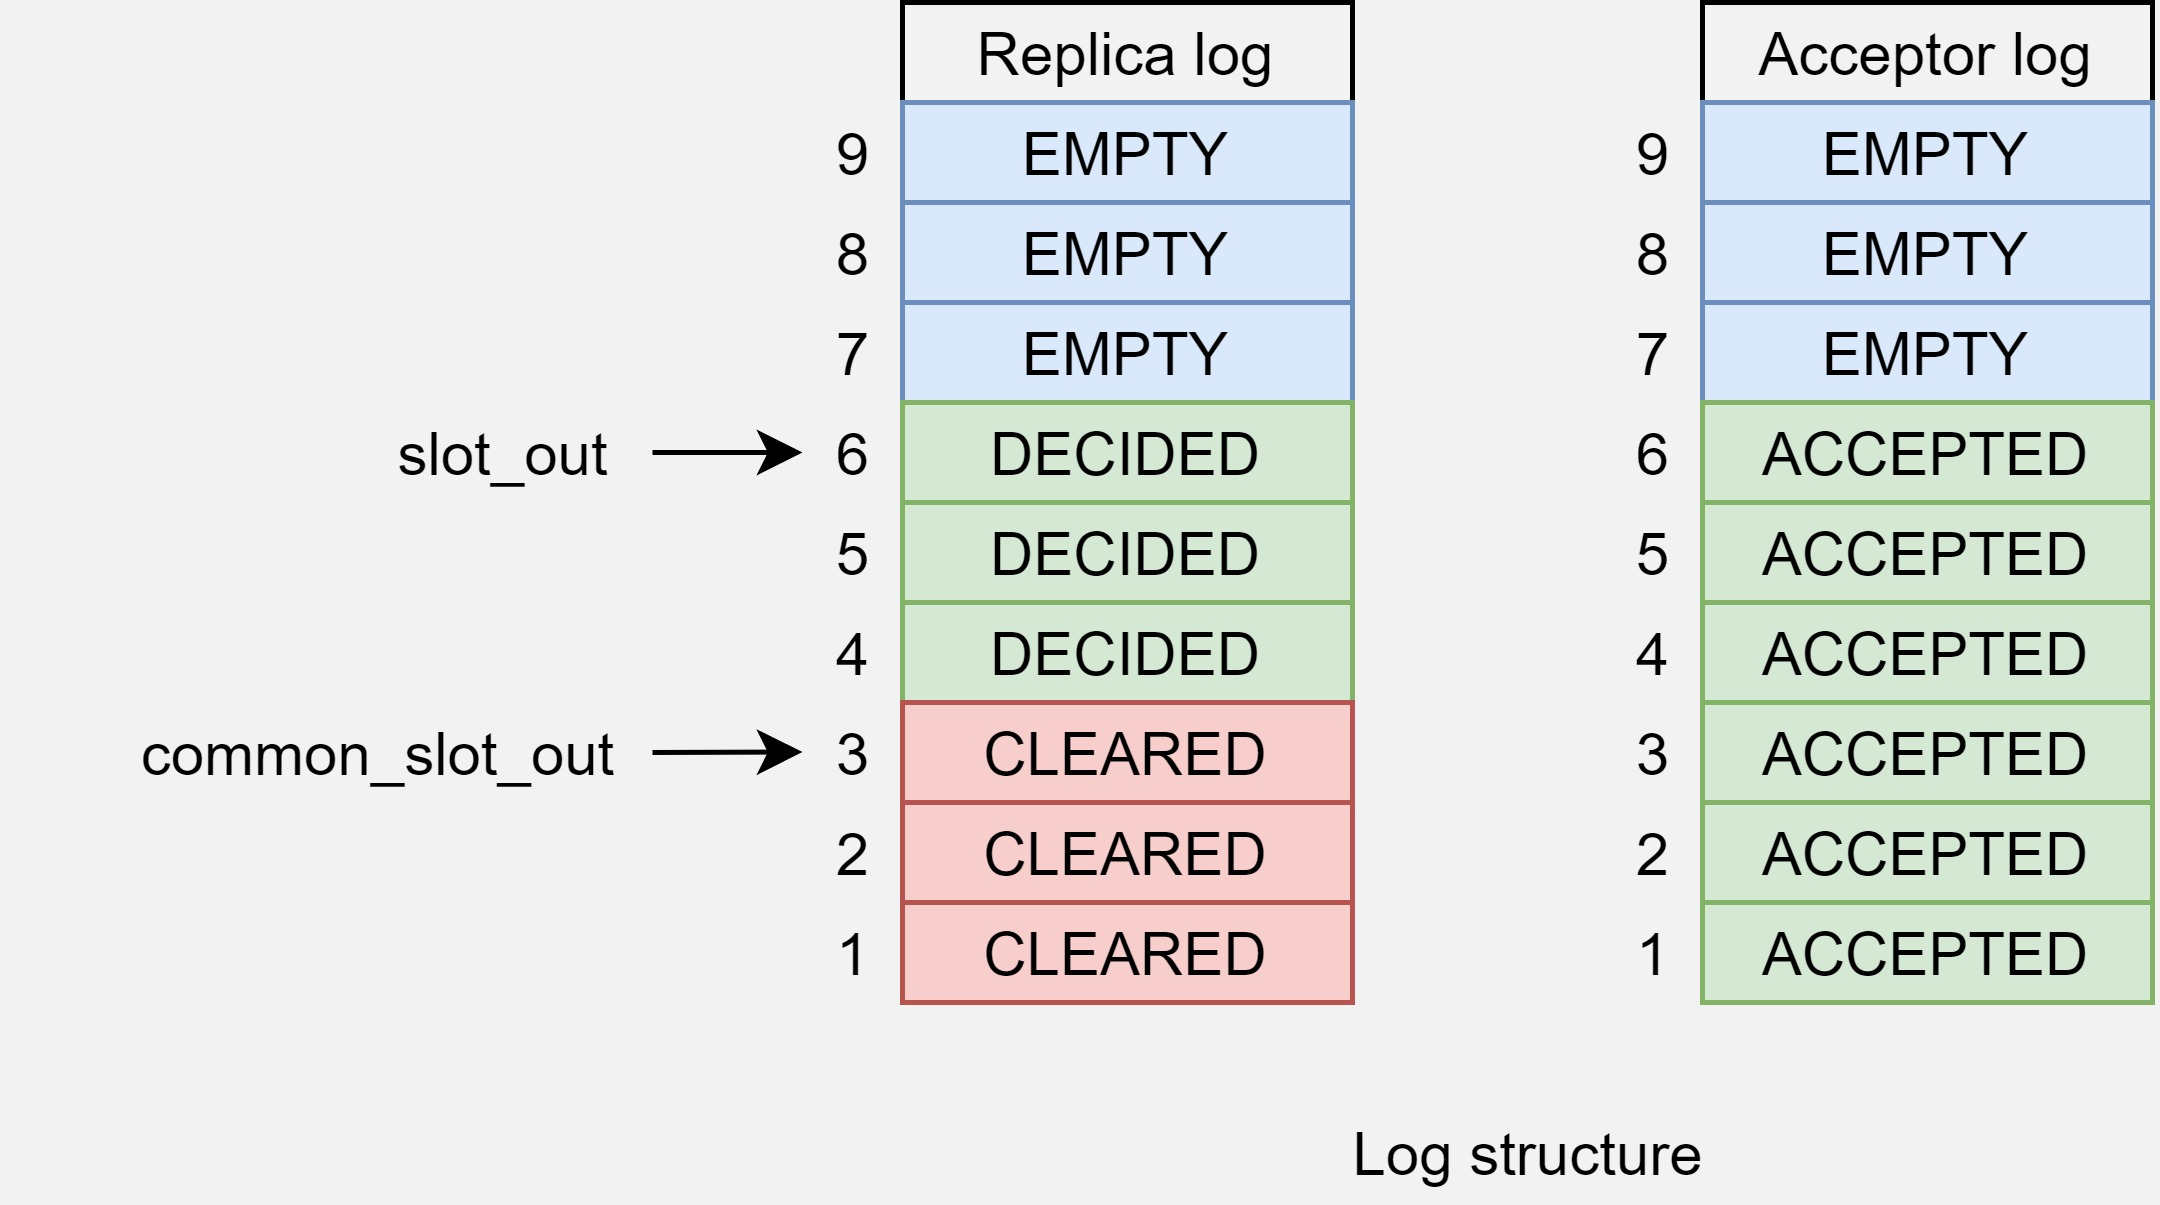 Replica log Acceptor log
9 EMPTY 9 EMPTY
8 EMPTY 8 EMPTY
7 EMPTY 7 EMPTY
slot_out 6 DECIDED 6 ACCEPTED
5 DECIDED 5 ACCEPTED
4 DECIDED 4 ACCEPTED
common_slot_out 3 CLEARED 3 ACCEPTED
2 CLEARED 2 ACCEPTED
1 CLEARED 1 ACCEPTED
Log structure